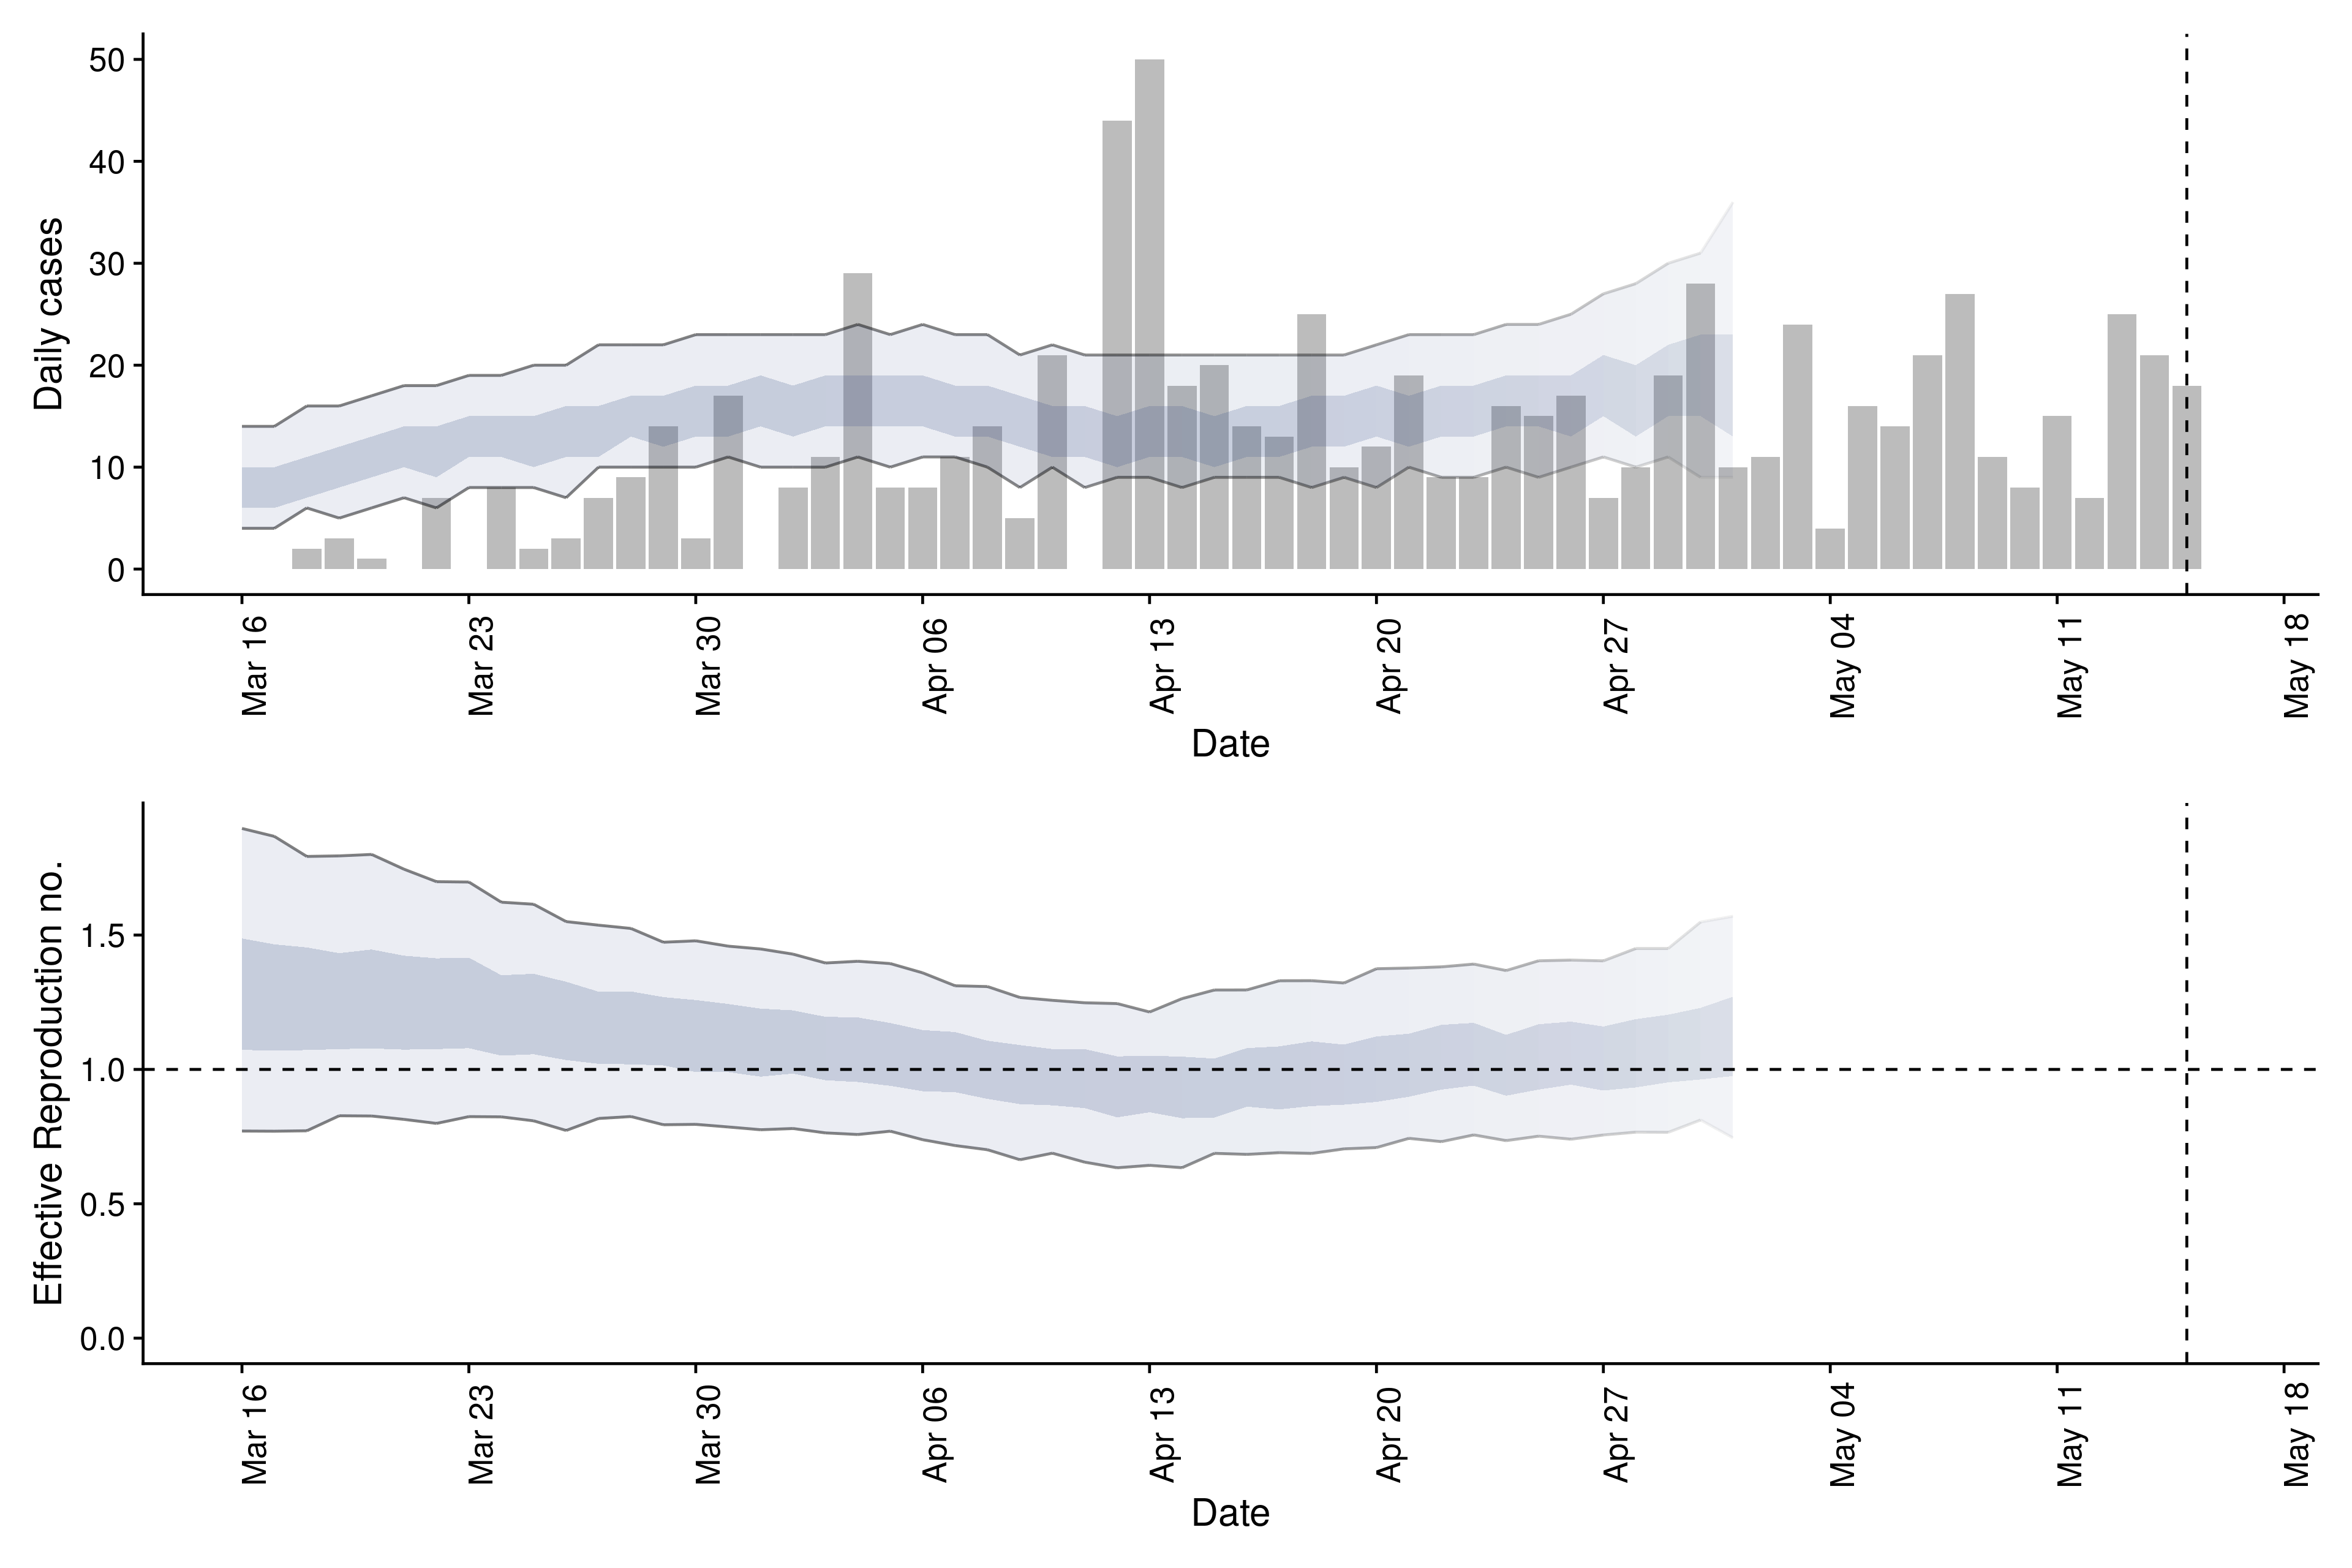 Daily cases
50
40
30
20
10
0
Mar 16
Mar 23
Mar 30
Apr 06
Apr 13
Apr 20
Apr 27
May 04
May 11
May 18
Date
Effective Reproduction no.
1.5
1.0
0.5
0.0
Mar 16
Mar 23
Mar 30
Apr 06
Apr 13
Apr 20
Apr 27
May 04
May 11
May 18
Date